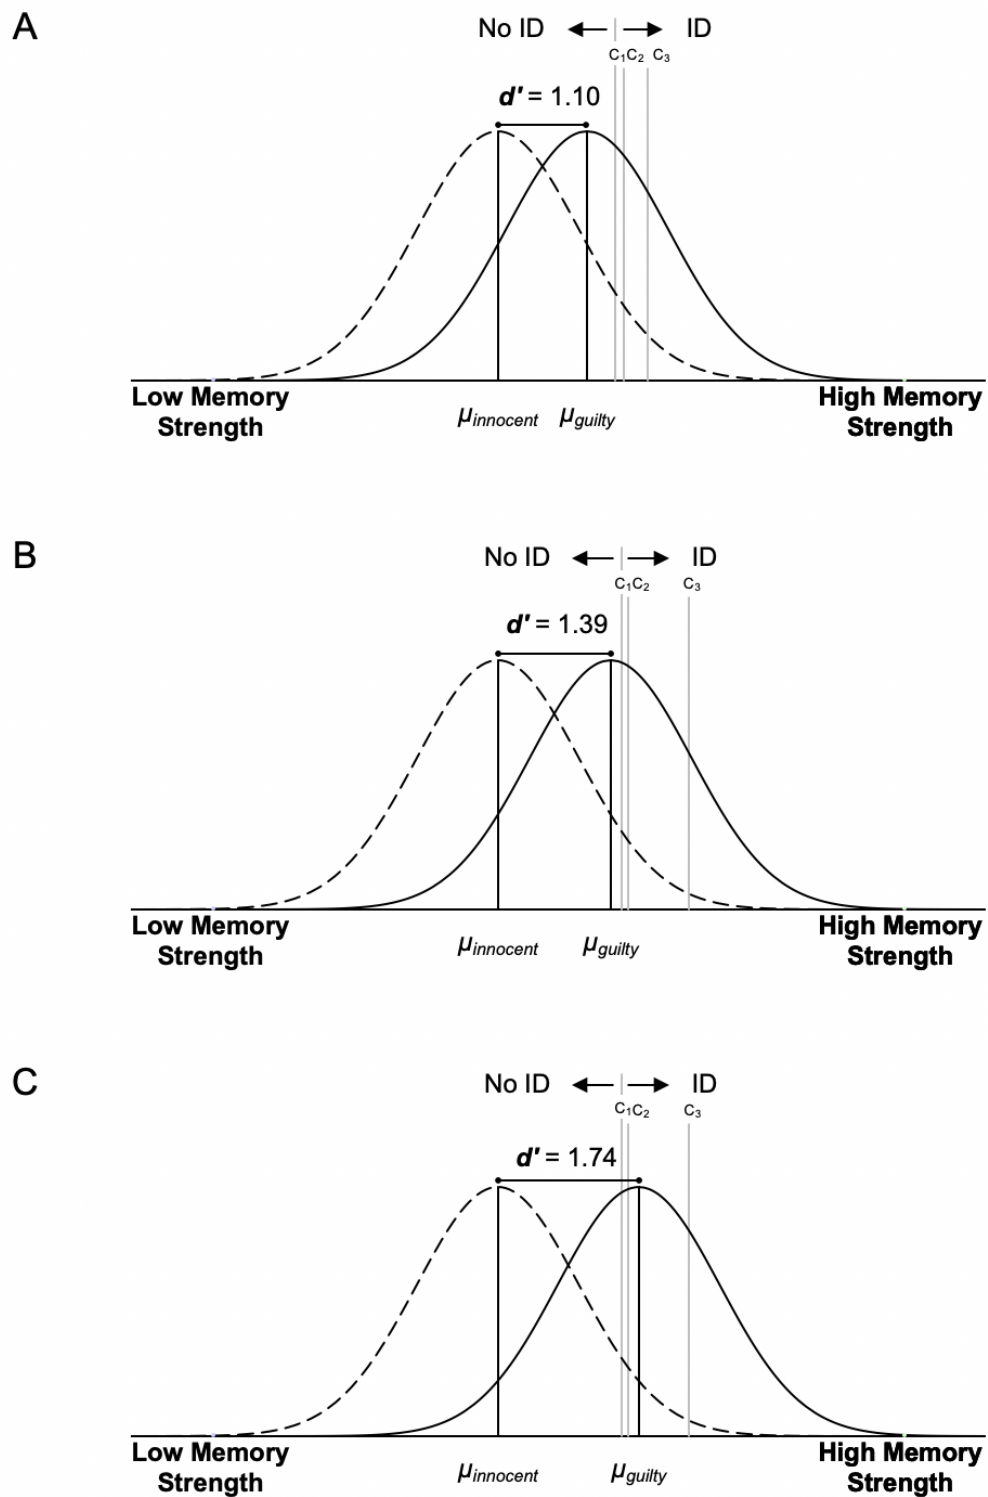 A
No ID ID
C₁C₂ C₃
d′ = 1.10
Low Memory Strength
μinnocent μguilty
High Memory Strength
B
No ID ID
C₁C₂ C₃
d′ = 1.39
Low Memory Strength
μinnocent μguilty
High Memory Strength
C
No ID ID
C₁C₂ C₃
d′ = 1.74
Low Memory Strength
μinnocent μguilty
High Memory Strength